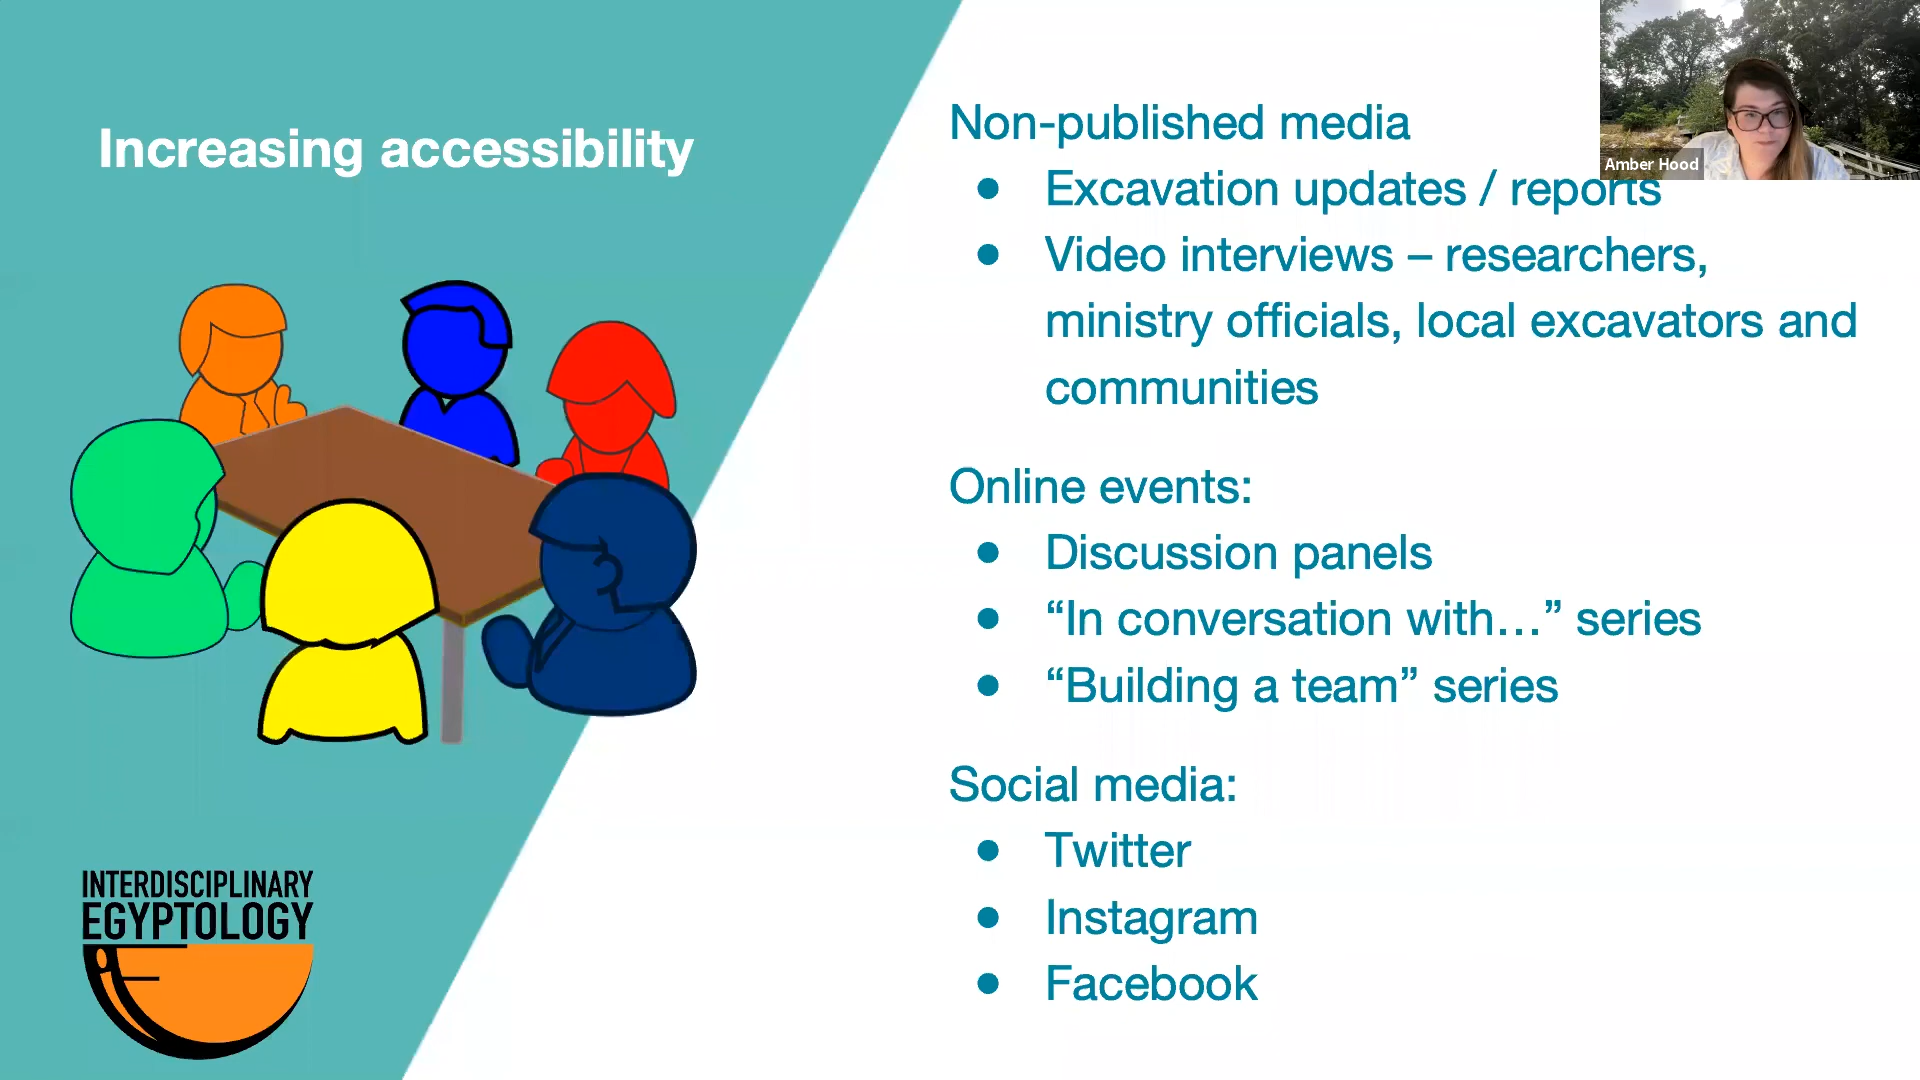 Increasing accessibility
Non-published media
● Excavation updates / reports
● Video interviews – researchers,
ministry officials, local excavators and
communities
Online events:
● Discussion panels
● “In conversation with…” series
● “Building a team” series
Social media:
● Twitter
● Instagram
● Facebook
INTERDISCIPLINARY
EGYPTOLOGY
Amber Hood